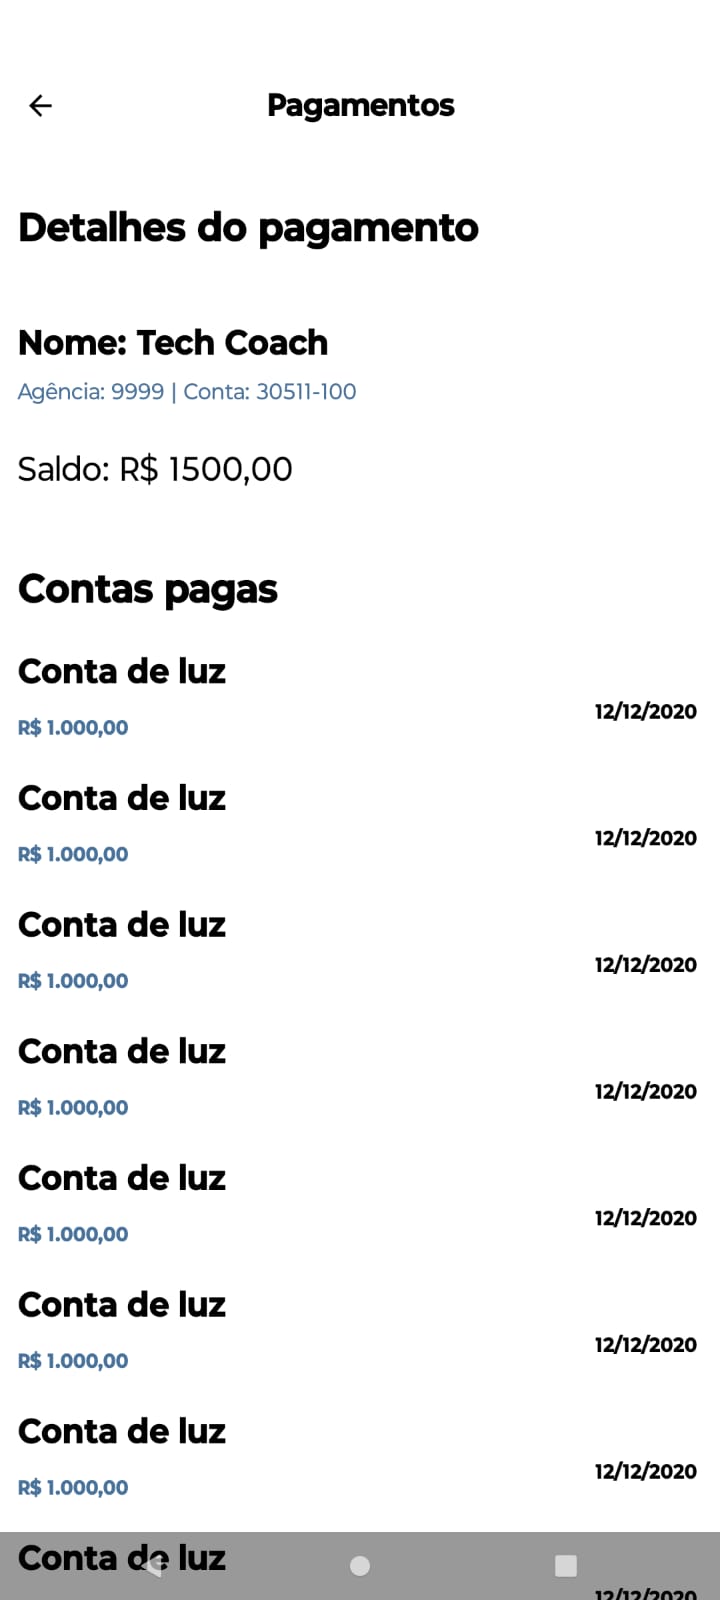 Pagamentos
Detalhes do pagamento
Nome: Tech Coach
Agência: 9999 | Conta: 30511-100
Saldo: R$ 1500,00
Contas pagas
Conta de luz
12/12/2020
R$ 1.000,00
Conta de luz
12/12/2020
R$ 1.000,00
Conta de luz
12/12/2020
R$ 1.000,00
Conta de luz
12/12/2020
R$ 1.000,00
Conta de luz
12/12/2020
R$ 1.000,00
Conta de luz
12/12/2020
R$ 1.000,00
Conta de luz
12/12/2020
R$ 1.000,00
Conta de luz
12/12/2020